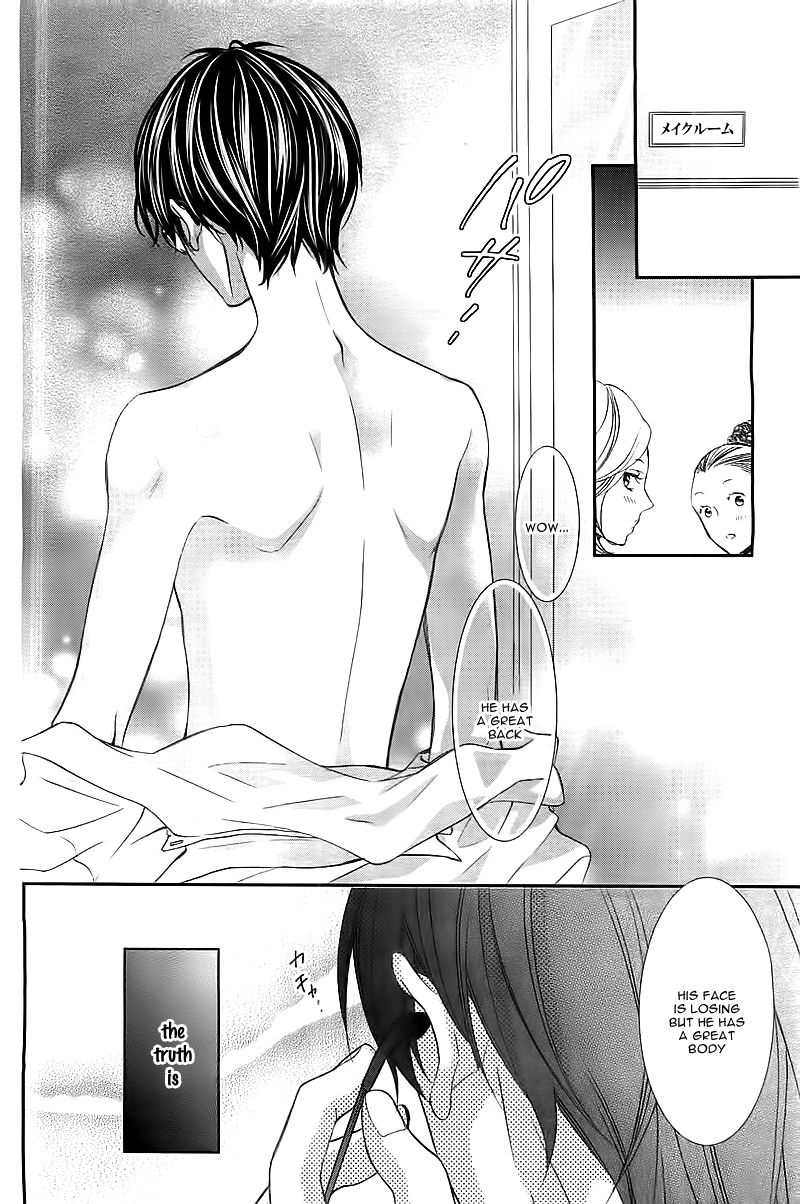 メイクルーム
バサ…
WOW...
HE HAS
A GREAT
BACK
HIS FACE
IS LOSING
BUT HE HAS
A GREAT
BODY
カチャ…
the
truth
is